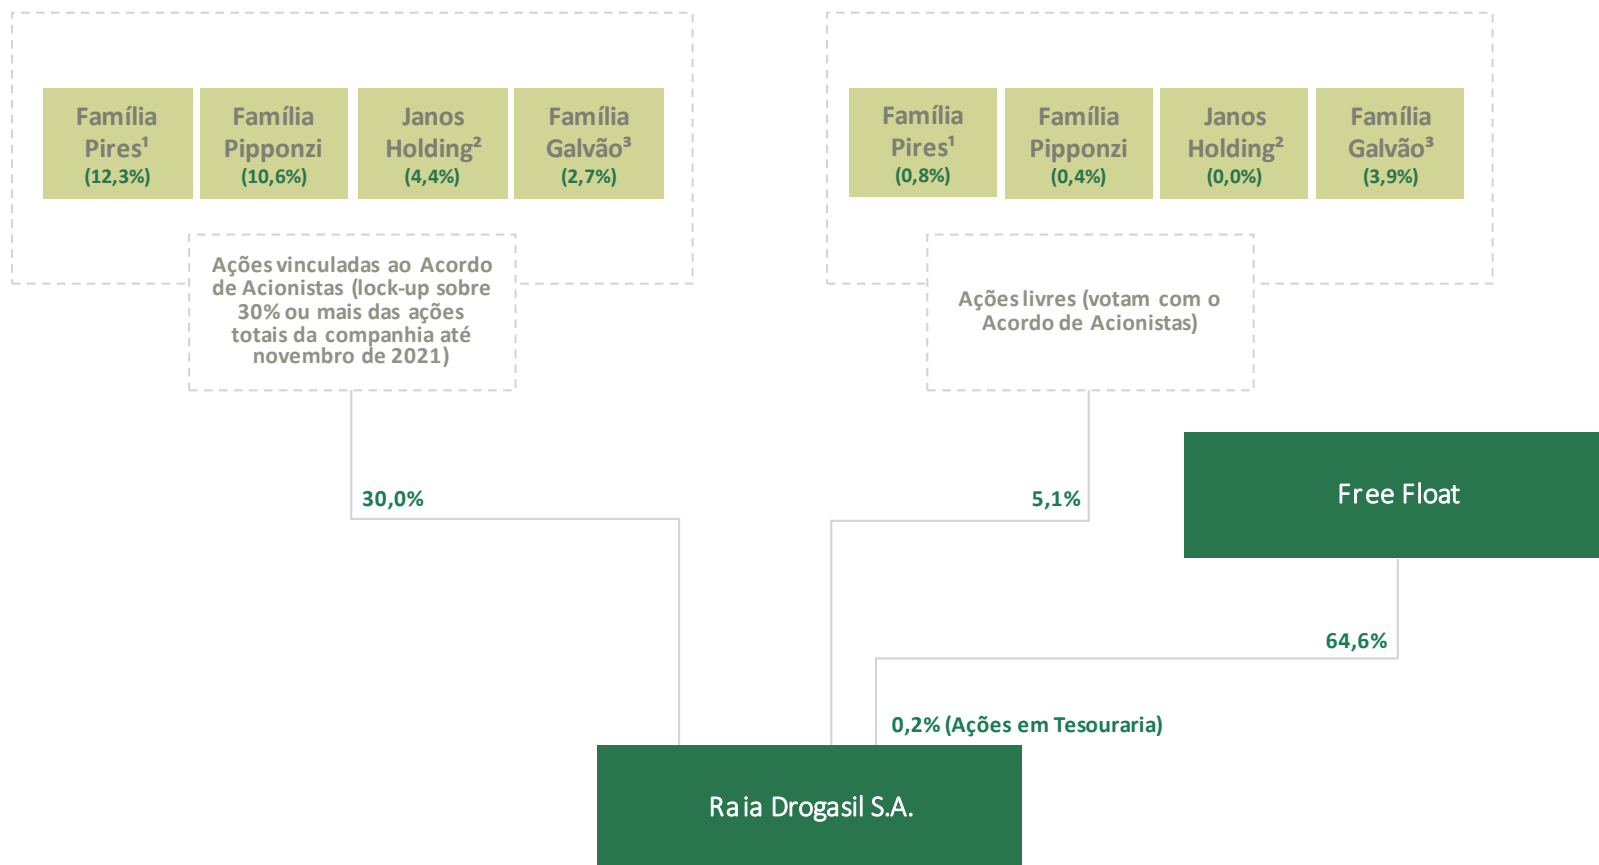 Família
Pires¹
(12,3%)
Família
Pipponzi
(10,6%)
Janos
Holding²
(4,4%)
Família
Galvão³
(2,7%)
Ações vinculadas ao Acordo
de Acionistas (lock-up sobre
30% ou mais das ações
totais da companhia até
novembro de 2021)
Família
Pires¹
(0,8%)
Família
Pipponzi
(0,4%)
Janos
Holding²
(0,0%)
Família
Galvão³
(3,9%)
Ações livres (votam com o
Acordo de Acionistas)
30,0%
5,1%
Free Float
64,6%
0,2% (Ações em Tesouraria)
Raia Drogasil S.A.